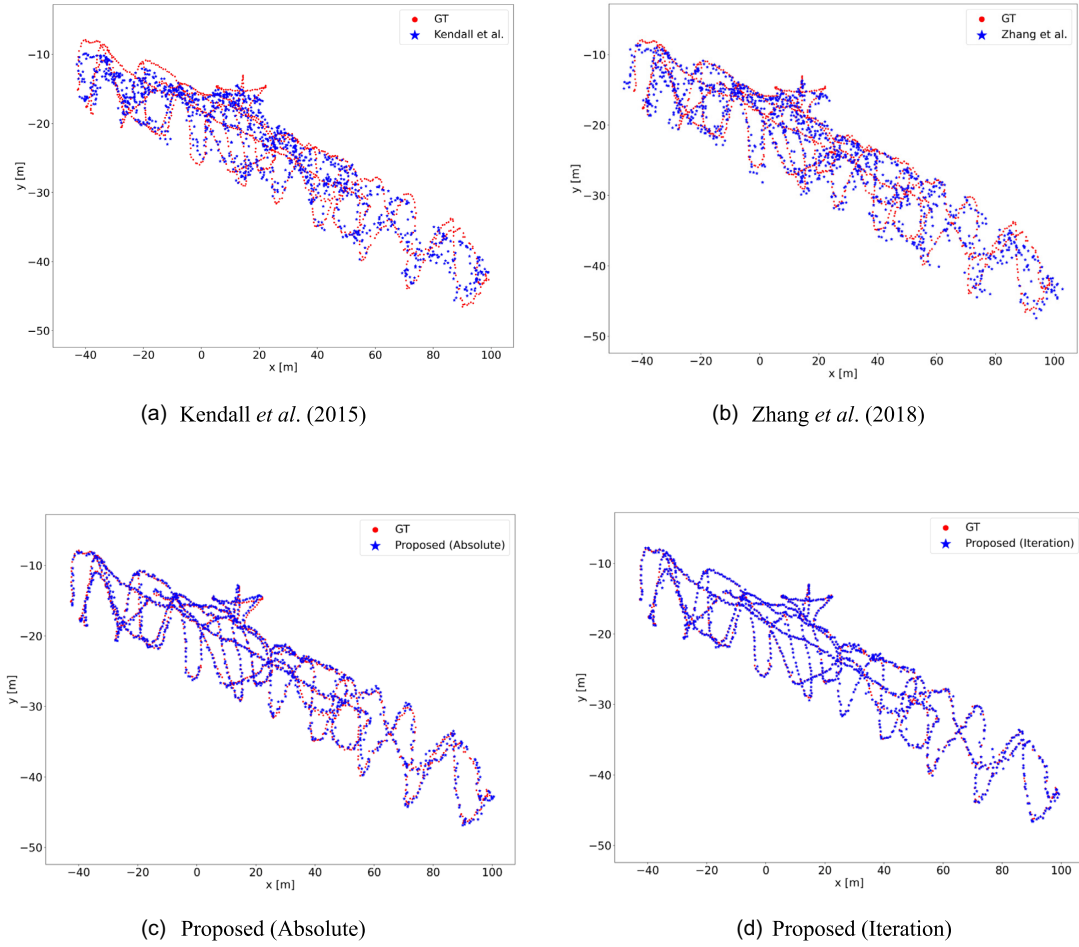 GT
Kendall et al.
−10
−20
−30
−40
−50
y [m]
−40 −20 0 20 40 60 80 100
x [m]
(a) Kendall et al. (2015)
GT
Zhang et al.
−10
−20
−30
−40
−50
y [m]
−40 −20 0 20 40 60 80 100
x [m]
(b) Zhang et al. (2018)
GT
Proposed (Absolute)
−10
−20
−30
−40
−50
y [m]
−40 −20 0 20 40 60 80 100
x [m]
(c) Proposed (Absolute)
GT
Proposed (Iteration)
−10
−20
−30
−40
−50
y [m]
−40 −20 0 20 40 60 80 100
x [m]
(d) Proposed (Iteration)